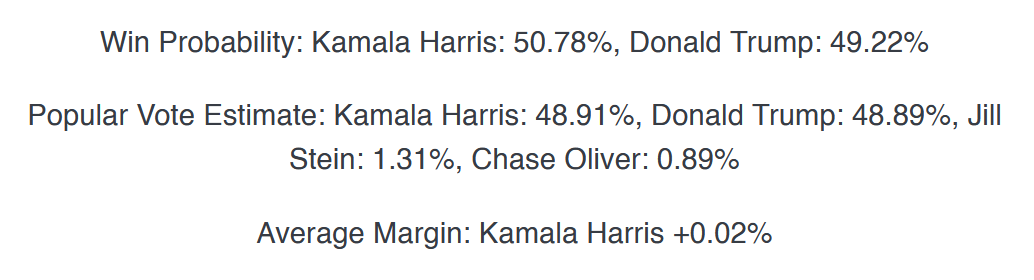 Win Probability: Kamala Harris: 50.78%, Donald Trump: 49.22%
Popular Vote Estimate: Kamala Harris: 48.91%, Donald Trump: 48.89%, Jill
Stein: 1.31%, Chase Oliver: 0.89%
Average Margin: Kamala Harris +0.02%